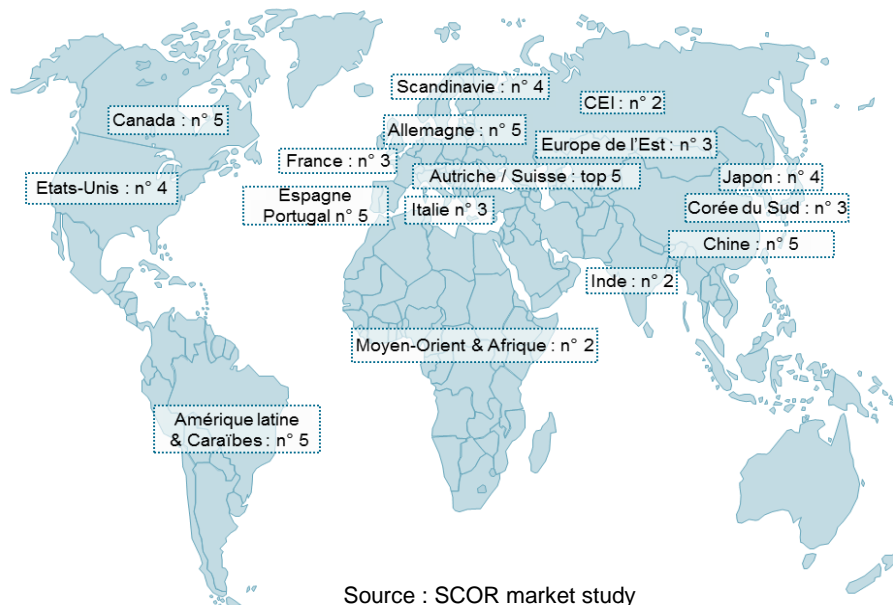 Scandinavie : n° 4
CEI : n° 2
Canada : n° 5
Allemagne : n° 5
Europe de l'Est : n° 3
France : n° 3
Etats-Unis : n° 4
Autriche / Suisse : top 5
Japon : n° 4
Espagne
Portugal n° 5
Italie n° 3
Corée du Sud : n° 3
Chine : n° 5
Inde : n° 2
Moyen-Orient & Afrique : n° 2
Amérique latine
& Caraïbes : n° 5
Source : SCOR market study